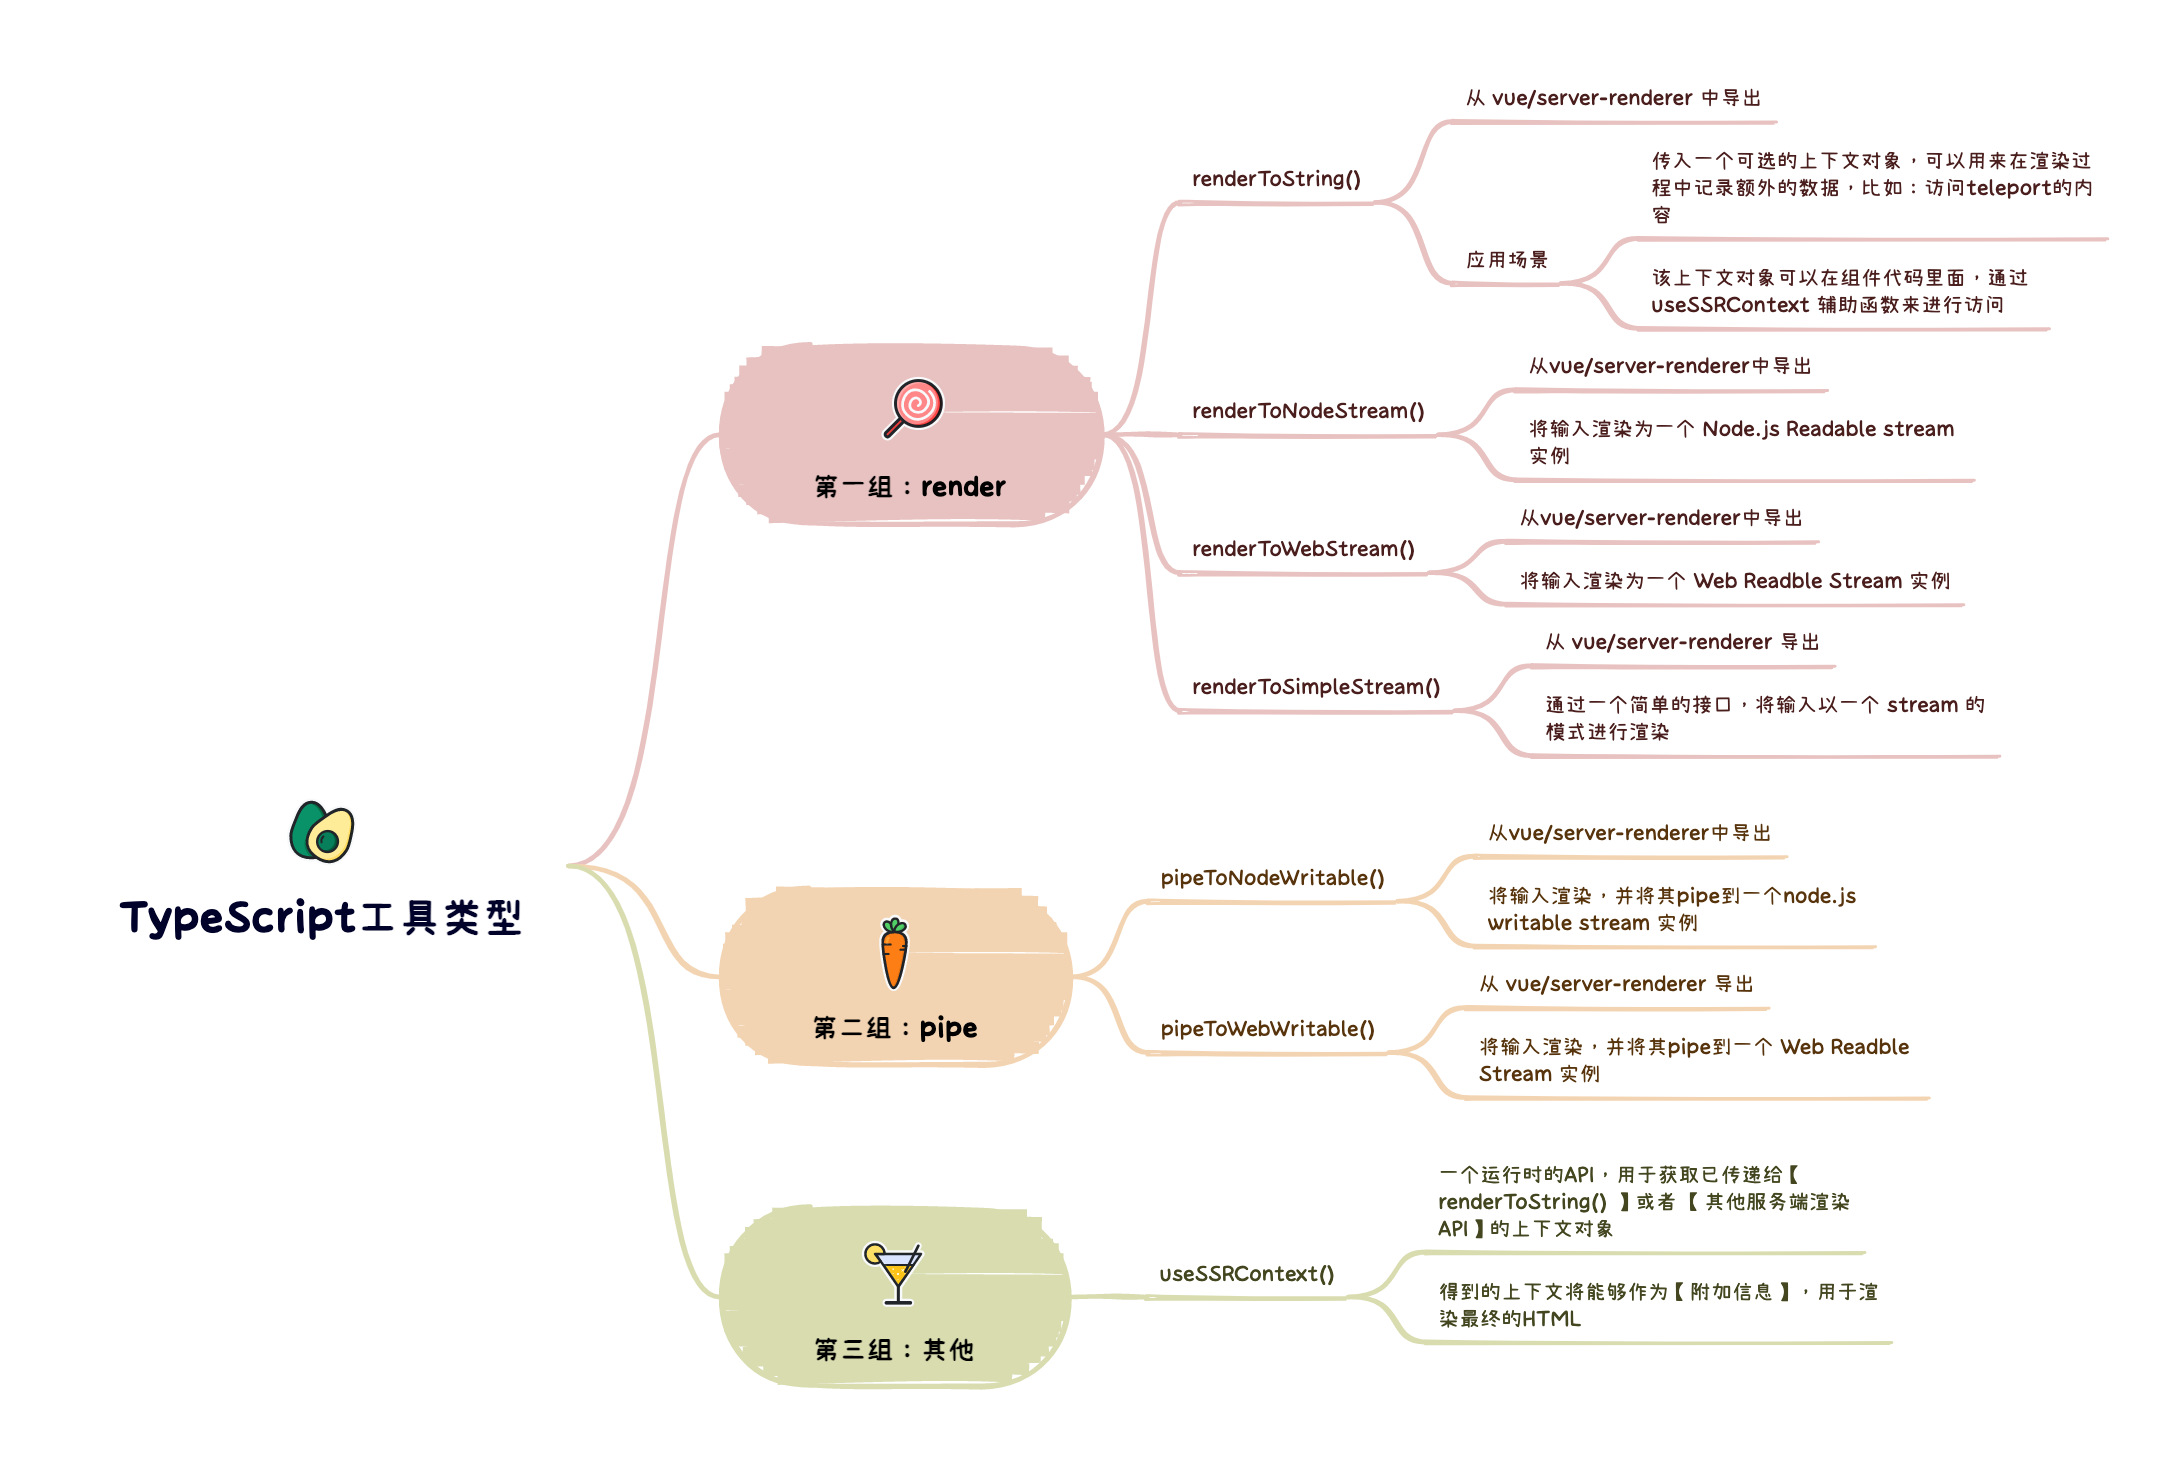 TypeScript工具类型
第一组：render
renderToString()
从 vue/server-renderer 中导出
应用场景
传入一个可选的上下文对象，可以用来在渲染过
程中记录额外的数据，比如：访问teleport的内
容
该上下文对象可以在组件代码里面，通过
useSSRContext 辅助函数来进行访问
renderToNodeStream()
从vue/server-renderer中导出
将输入渲染为一个 Node.js Readable stream
实例
renderToWebStream()
从vue/server-renderer中导出
将输入渲染为一个 Web Readble Stream 实例
renderToSimpleStream()
从 vue/server-renderer 导出
通过一个简单的接口，将输入以一个 stream 的
模式进行渲染
第二组：pipe
pipeToNodeWritable()
从vue/server-renderer中导出
将输入渲染，并将其pipe到一个node.js
writable stream 实例
pipeToWebWritable()
从 vue/server-renderer 导出
将输入渲染，并将其pipe到一个 Web Readble
Stream 实例
第三组：其他
useSSRContext()
一个运行时的API，用于获取已传递给【
renderToString() 】或者【 其他服务端渲染
API】的上下文对象
得到的上下文将能够作为【附加信息 】，用于渲
染最终的HTML